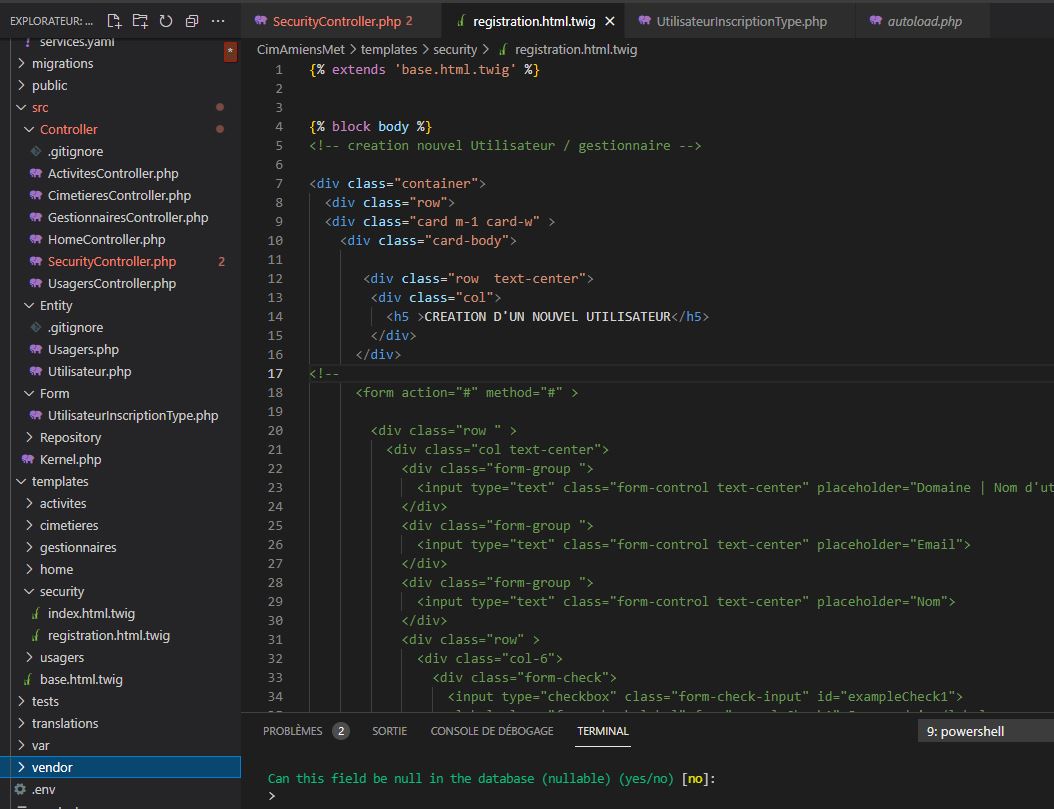 EXPLORATEUR: ...
services.yaml
*
migrations
public
src
Controller
.gitignore
ActivitesController.php
CimetieresController.php
GestionnairesController.php
HomeController.php
SecurityController.php 2
UsagersController.php
Entity
.gitignore
Usagers.php
Utilisateur.php
Form
UtilisateurInscriptionType.php
Repository
Kernel.php
templates
activites
cimetieres
gestionnaires
home
security
index.html.twig
registration.html.twig
usagers
base.html.twig
tests
translations
var
vendor
.env
SecurityController.php 2
registration.html.twig
UtilisateurInscriptionType.php
autoload.php
CimAmiensMet > templates > security > registration.html.twig
1 {% extends 'base.html.twig' %}
2
3
4 {% block body %}
5 <!-- creation nouvel Utilisateur / gestionnaire -->
6
7 <div class="container">
8 <div class="row">
9 <div class="card m-1 card-w" >
10 <div class="card-body">
11
12 <div class="row  text-center">
13 <div class="col">
14 <h5 >CREATION D'UN NOUVEL UTILISATEUR</h5>
15 </div>
16 </div>
17 <!--
18 <form action="#" method="#" >
19
20 <div class="row " >
21 <div class="col text-center">
22 <div class="form-group ">
23 <input type="text" class="form-control text-center" placeholder="Domaine | Nom d'ut
24 </div>
25 <div class="form-group ">
26 <input type="text" class="form-control text-center" placeholder="Email">
27 </div>
28 <div class="form-group ">
29 <input type="text" class="form-control text-center" placeholder="Nom">
30 </div>
31 <div class="row" >
32 <div class="col-6">
33 <div class="form-check">
34 <input type="checkbox" class="form-check-input" id="exampleCheck1">
PROBLÈMES 2 SORTIE CONSOLE DE DÉBOGAGE TERMINAL 9: powershell
Can this field be null in the database (nullable) (yes/no) [no]:
>